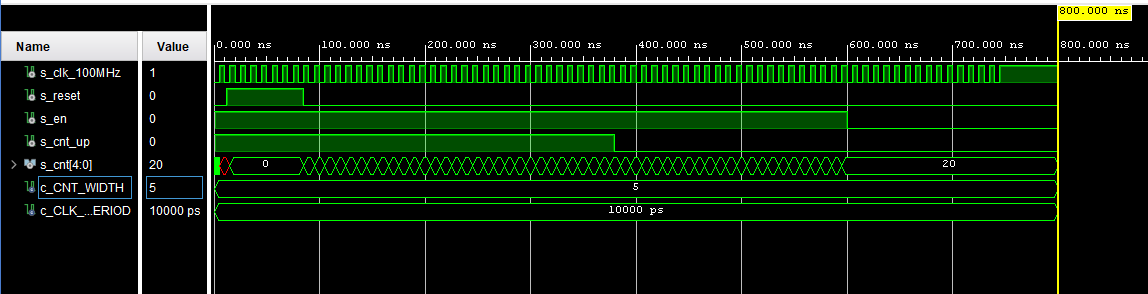 800.000 ns
Name Value
0.000 ns 100.000 ns 200.000 ns 300.000 ns 400.000 ns 500.000 ns 600.000 ns 700.000 ns 800.000 ns
s_clk_100MHz 1
s_reset 0
s_en 0
s_cnt_up 0
s_cnt[4:0] 20 0 20
c_CNT_WIDTH 5 5
c_CLK_...ERIOD 10000 ps 10000 ps